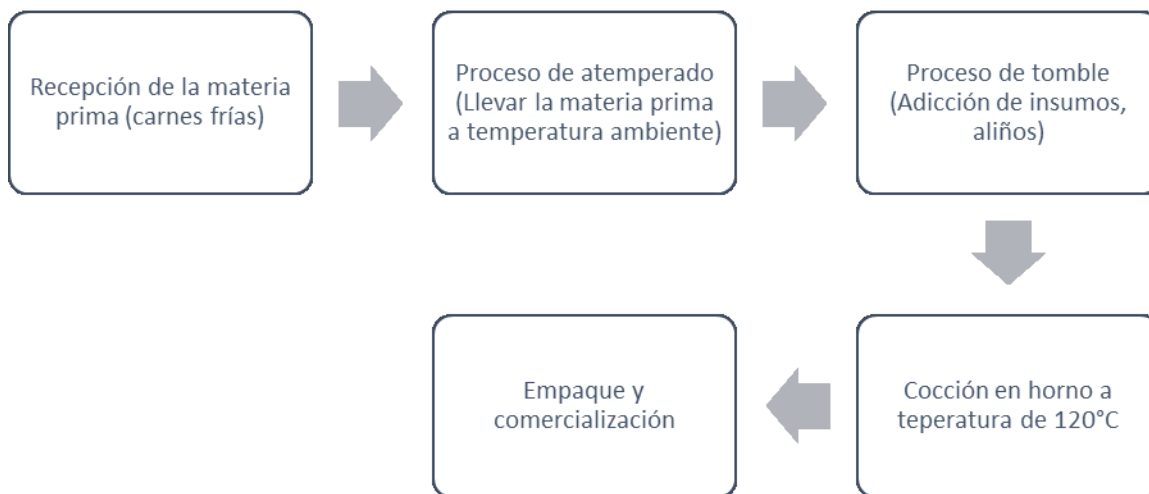 Recepción de la materia
prima (carnes frías)
Proceso de atemperado
(Llevar la materia prima
a temperatura ambiente)
Proceso de tomble
(Adicción de insumos,
aliños)
Cocción en horno a
teperatura de 120°C
Empaque y
comercialización